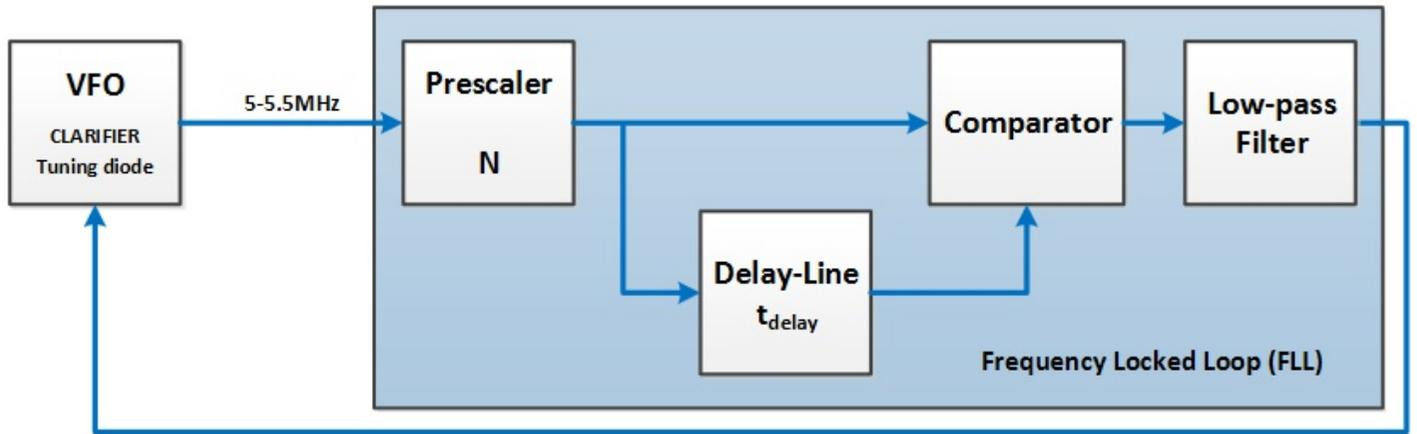 VFO
CLARIFIER
Tuning diode
5-5.5MHz
Prescaler
N
Delay-Line
tdelay
Comparator
Low-pass
Filter
Frequency Locked Loop (FLL)